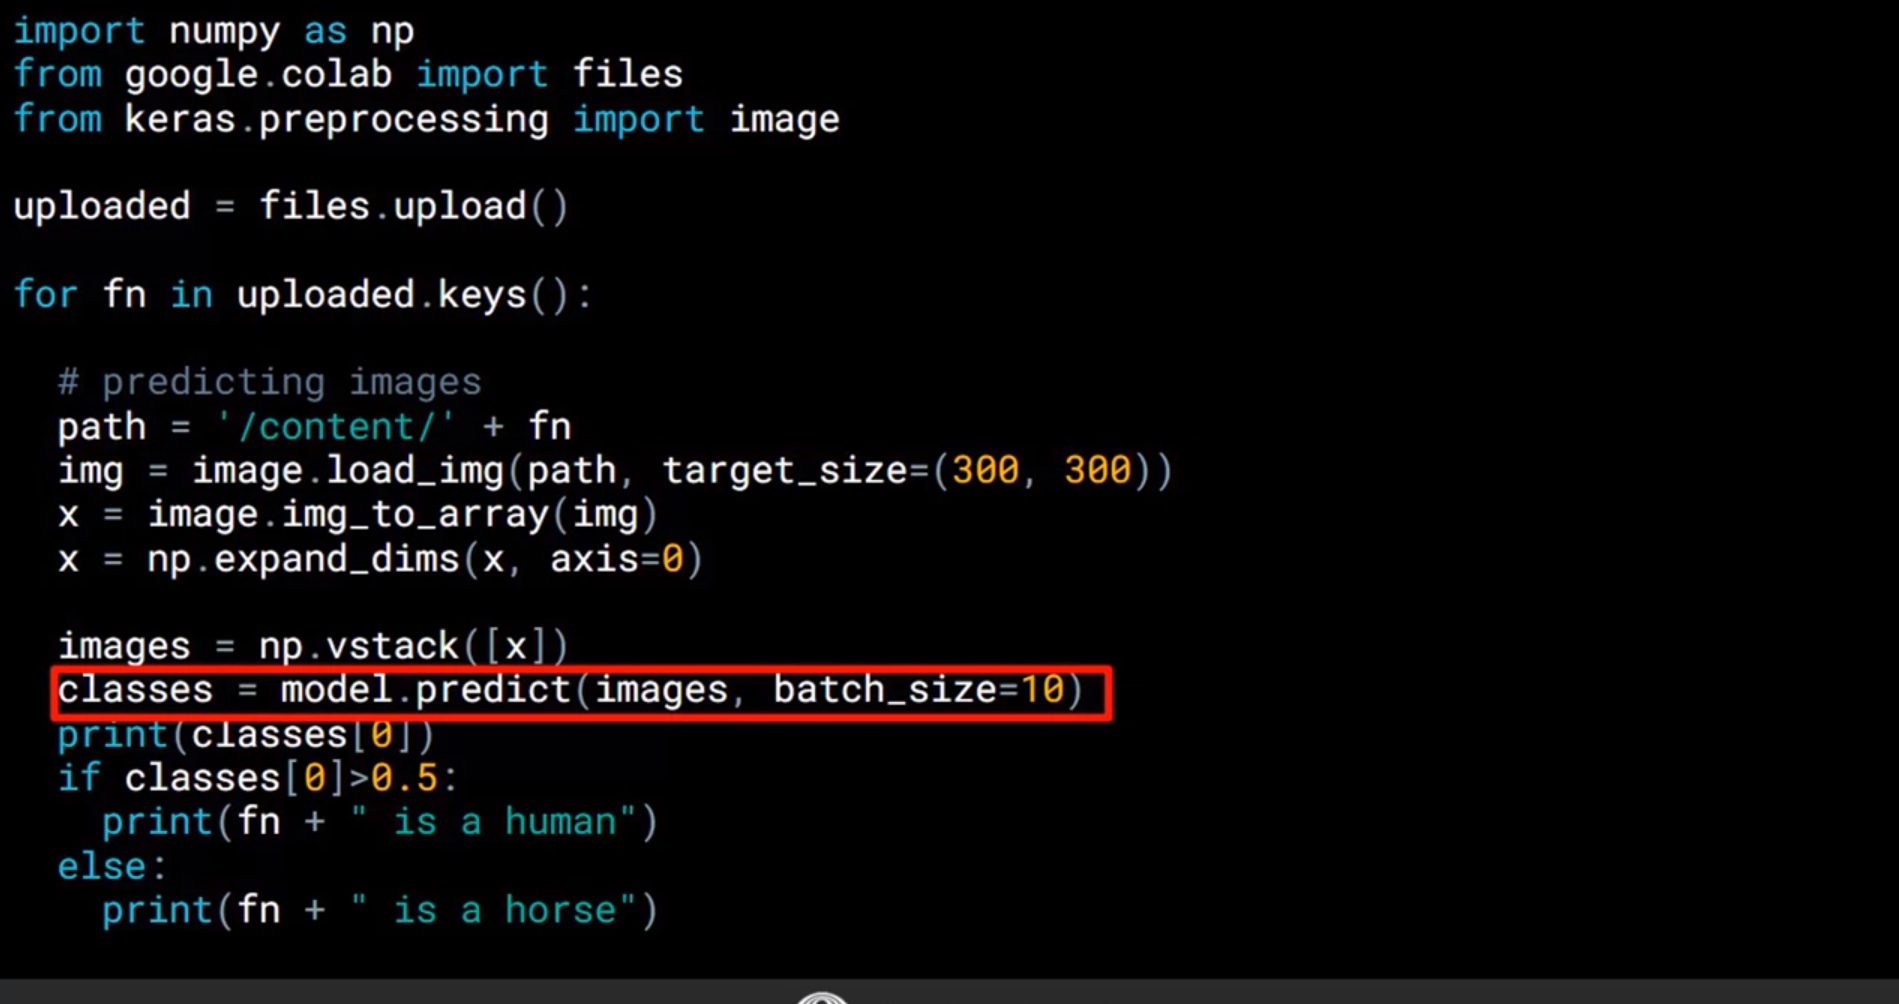 import numpy as np
from google.colab import files
from keras.preprocessing import image
uploaded = files.upload()
for fn in uploaded.keys():
# predicting images
path = '/content/' + fn
img = image.load_img(path, target_size=(300, 300))
x = image.img_to_array(img)
x = np.expand_dims(x, axis=0)
images = np.vstack([x])
classes = model.predict(images, batch_size=10)
print(classes[0])
if classes[0]>0.5:
print(fn + " is a human")
else:
print(fn + " is a horse")